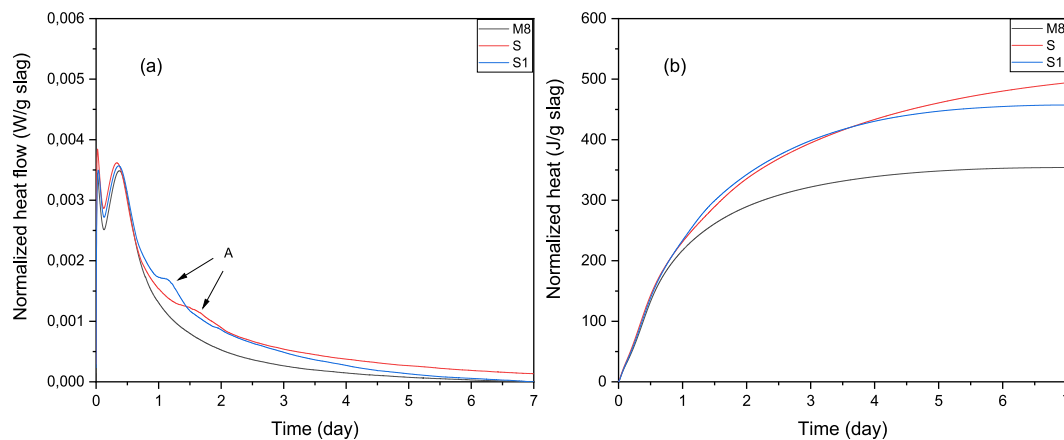 (a)
M8
S
S1
A
Normalized heat flow (W/g slag)
0,006
0,005
0,004
0,003
0,002
0,001
0,000
0 1 2 3 4 5 6 7
Time (day)
(b)
M8
S
S1
Normalized heat (J/g slag)
600
500
400
300
200
100
0
0 1 2 3 4 5 6 7
Time (day)